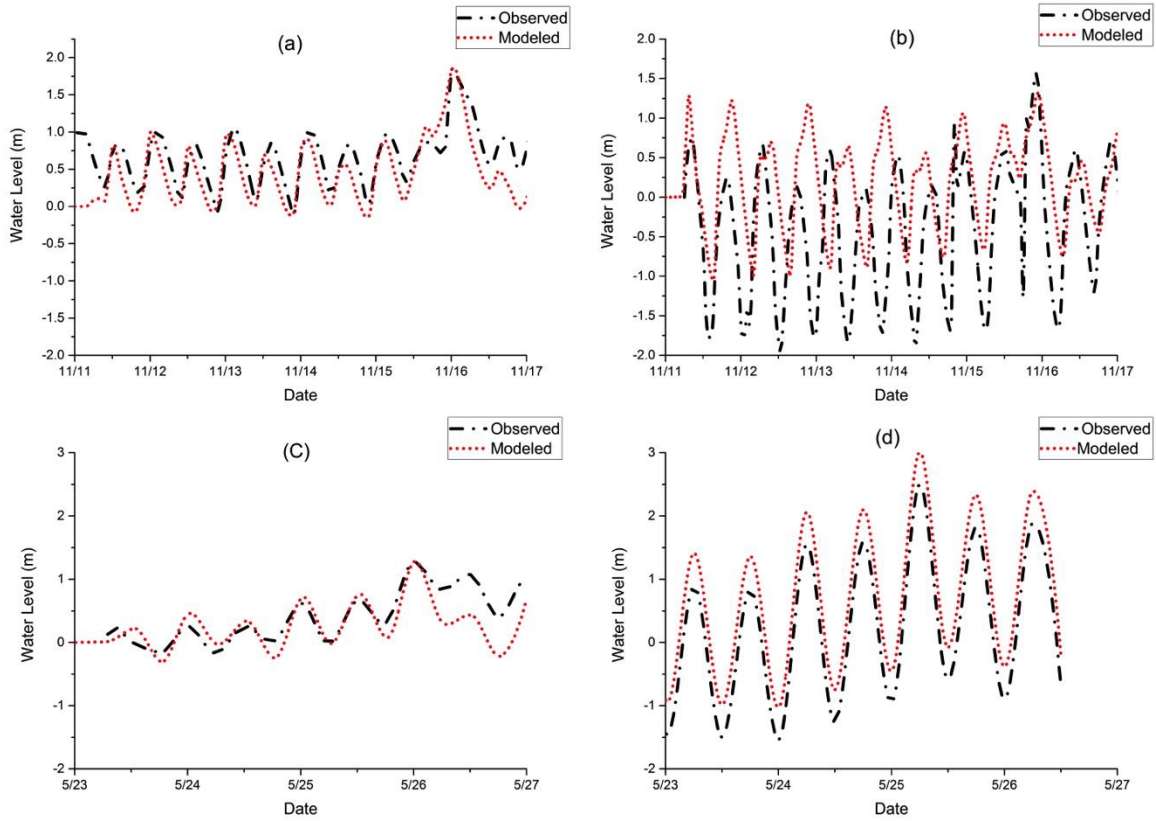 (a)
Observed
Modeled
Water Level (m)
2.0
1.5
1.0
0.5
0.0
-0.5
-1.0
-1.5
-2.0
11/11 11/12 11/13 11/14 11/15 11/16 11/17
Date
(b)
Observed
Modeled
Water Level (m)
2.0
1.5
1.0
0.5
0.0
-0.5
-1.0
-1.5
-2.0
11/11 11/12 11/13 11/14 11/15 11/16 11/17
Date
(C)
Observed
Modeled
Water Level (m)
3
2
1
0
-1
-2
5/23 5/24 5/25 5/26 5/27
Date
(d)
Observed
Modeled
Water Level (m)
3
2
1
0
-1
-2
5/23 5/24 5/25 5/26 5/27
Date